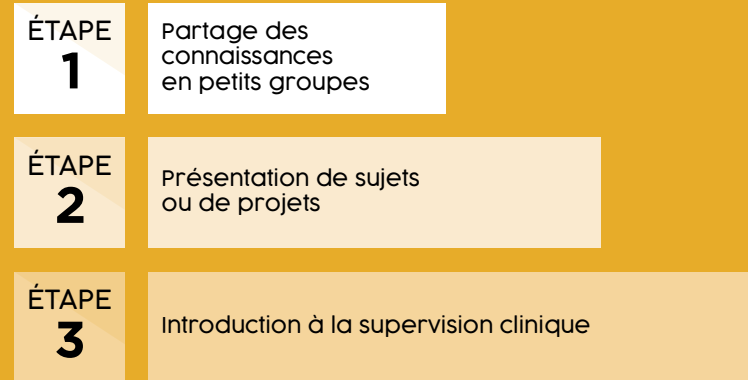 ÉTAPE
1
Partage des
connaissances
en petits groupes
ÉTAPE
2
Présentation de sujets
ou de projets
ÉTAPE
3
Introduction à la supervision clinique